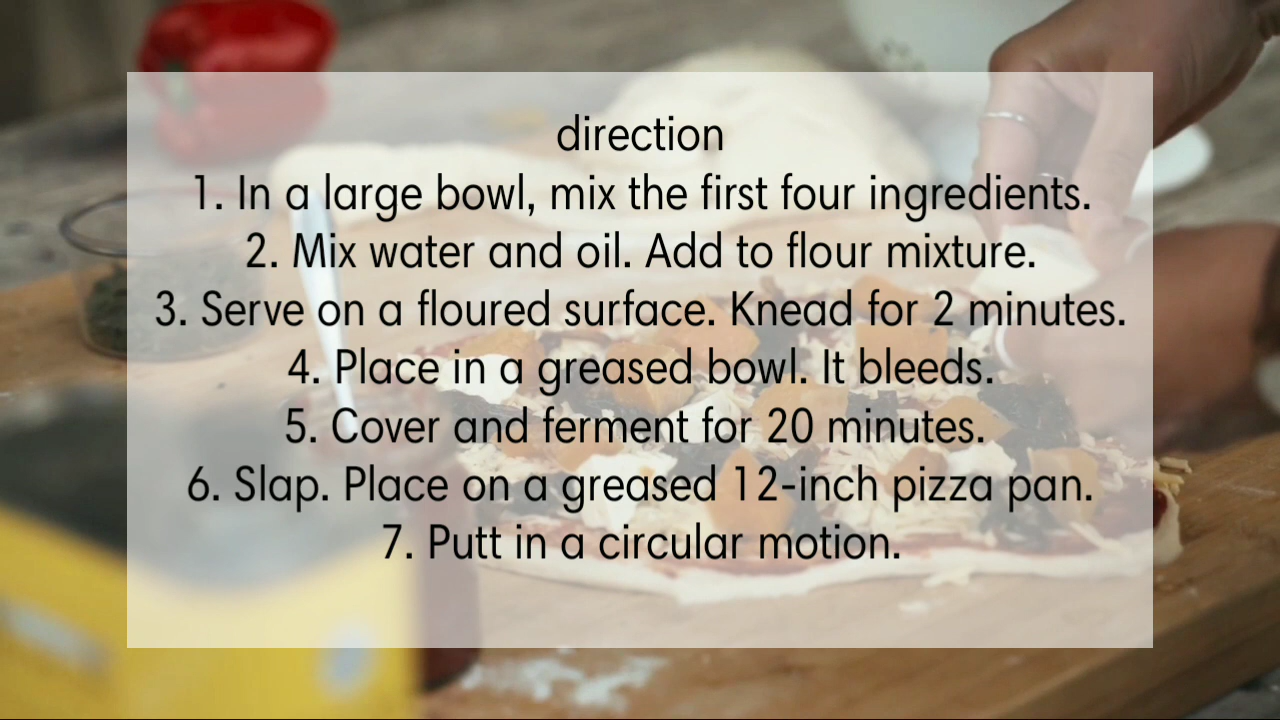 direction
1. In a large bowl, mix the first four ingredients.
2. Mix water and oil. Add to flour mixture.
3. Serve on a floured surface. Knead for 2 minutes.
4. Place in a greased bowl. It bleeds.
5. Cover and ferment for 20 minutes.
6. Slap. Place on a greased 12-inch pizza pan.
7. Putt in a circular motion.